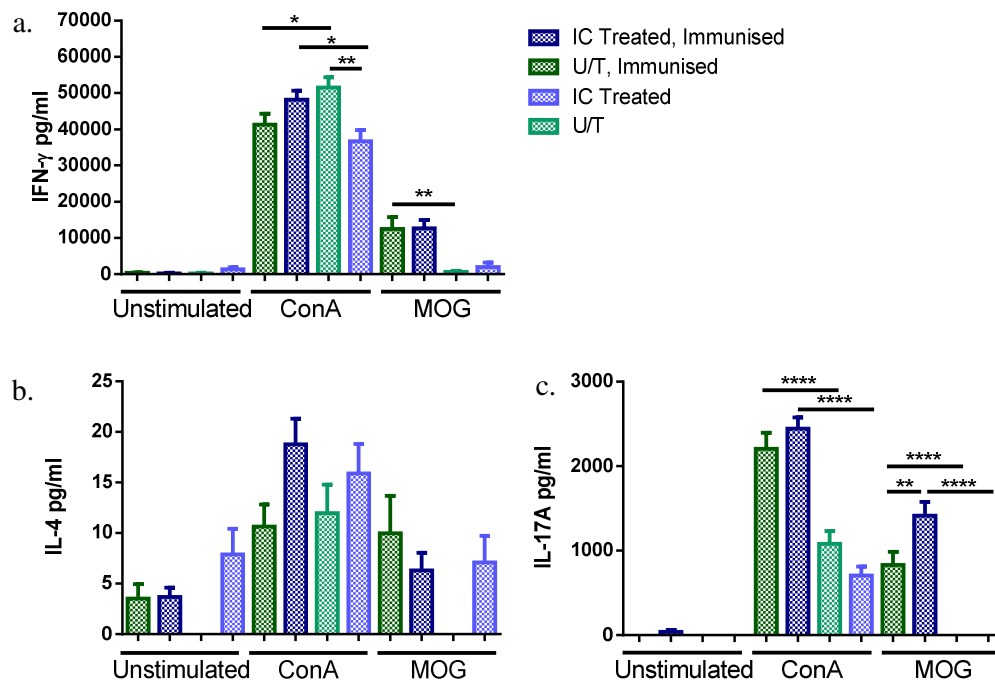 a.
IFN-γ pg/ml
70000
60000
50000
40000
30000
20000
10000
0
*
*
**
**
Unstimulated ConA MOG
IC Treated, Immunised
U/T, Immunised
IC Treated
U/T
b.
IL-4 pg/ml
25
20
15
10
5
0
Unstimulated ConA MOG
c.
IL-17A pg/ml
3000
2000
1000
0
****
****
****
** ****
Unstimulated ConA MOG